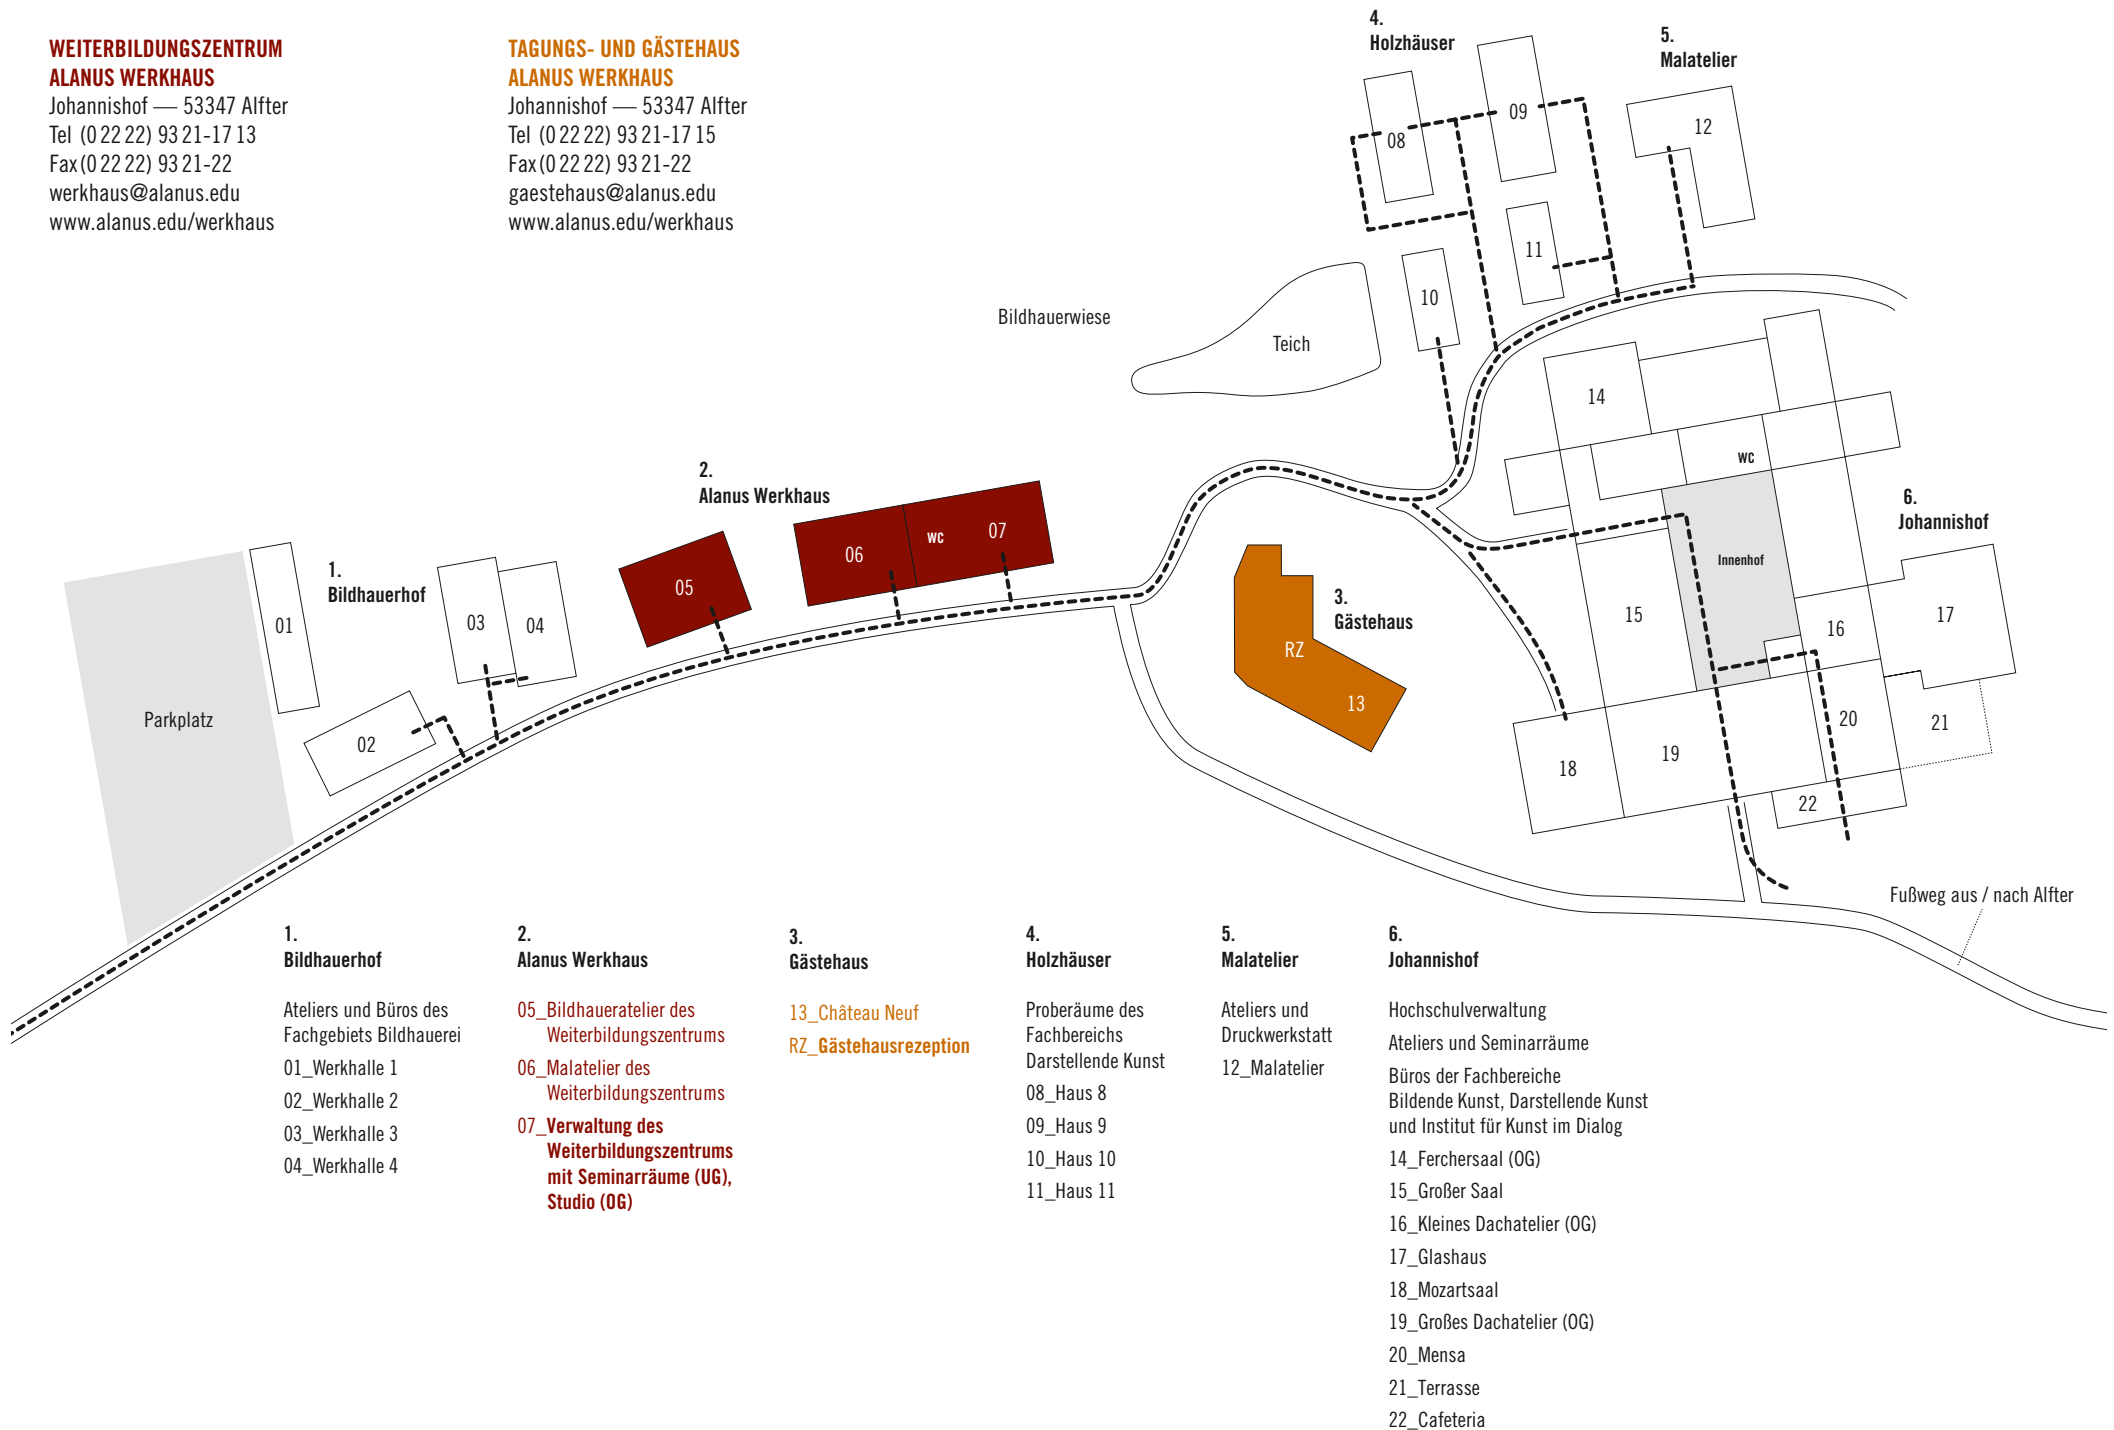 WEITERBILDUNGSZENTRUM
ALANUS WERKHAUS
Johannishof — 53347 Alfter
Tel (0 22 22) 93 21-17 13
Fax (0 22 22) 93 21-22
werkhaus@alanus.edu
www.alanus.edu/werkhaus
TAGUNGS- UND GÄSTEHAUS
ALANUS WERKHAUS
Johannishof — 53347 Alfter
Tel (0 22 22) 93 21-17 15
Fax (0 22 22) 93 21-22
gaestehaus@alanus.edu
www.alanus.edu/werkhaus
4.
Holzhäuser
5.
Malatelier
08
09
12
11
10
Bildhauerwiese
Teich
14
WC
6.
Johannishof
Innenhof
2.
Alanus Werkhaus
05
06
WC
07
1.
Bildhauerhof
01
03
04
02
Parkplatz
3.
Gästehaus
RZ
13
15
16
17
18
19
20
21
22
Fußweg aus / nach Alfter
1.
Bildhauerhof
Ateliers und Büros des
Fachgebiets Bildhauerei
01_Werkhalle 1
02_Werkhalle 2
03_Werkhalle 3
04_Werkhalle 4
2.
Alanus Werkhaus
05_Bildhaueratelier des
Weiterbildungszentrums
06_Malatelier des
Weiterbildungszentrums
07_Verwaltung des
Weiterbildungszentrums
mit Seminarräume (UG),
Studio (OG)
3.
Gästehaus
13_Château Neuf
RZ_Gästehausrezeption
4.
Holzhäuser
Proberäume des
Fachbereichs
Darstellende Kunst
08_Haus 8
09_Haus 9
10_Haus 10
11_Haus 11
5.
Malatelier
Ateliers und
Druckwerkstatt
12_Malatelier
6.
Johannishof
Hochschulverwaltung
Ateliers und Seminarräume
Büros der Fachbereiche
Bildende Kunst, Darstellende Kunst
und Institut für Kunst im Dialog
14_Ferchersaal (OG)
15_Großer Saal
16_Kleines Dachatelier (OG)
17_Glashaus
18_Mozartsaal
19_Großes Dachatelier (OG)
20_Mensa
21_Terrasse
22_Cafeteria